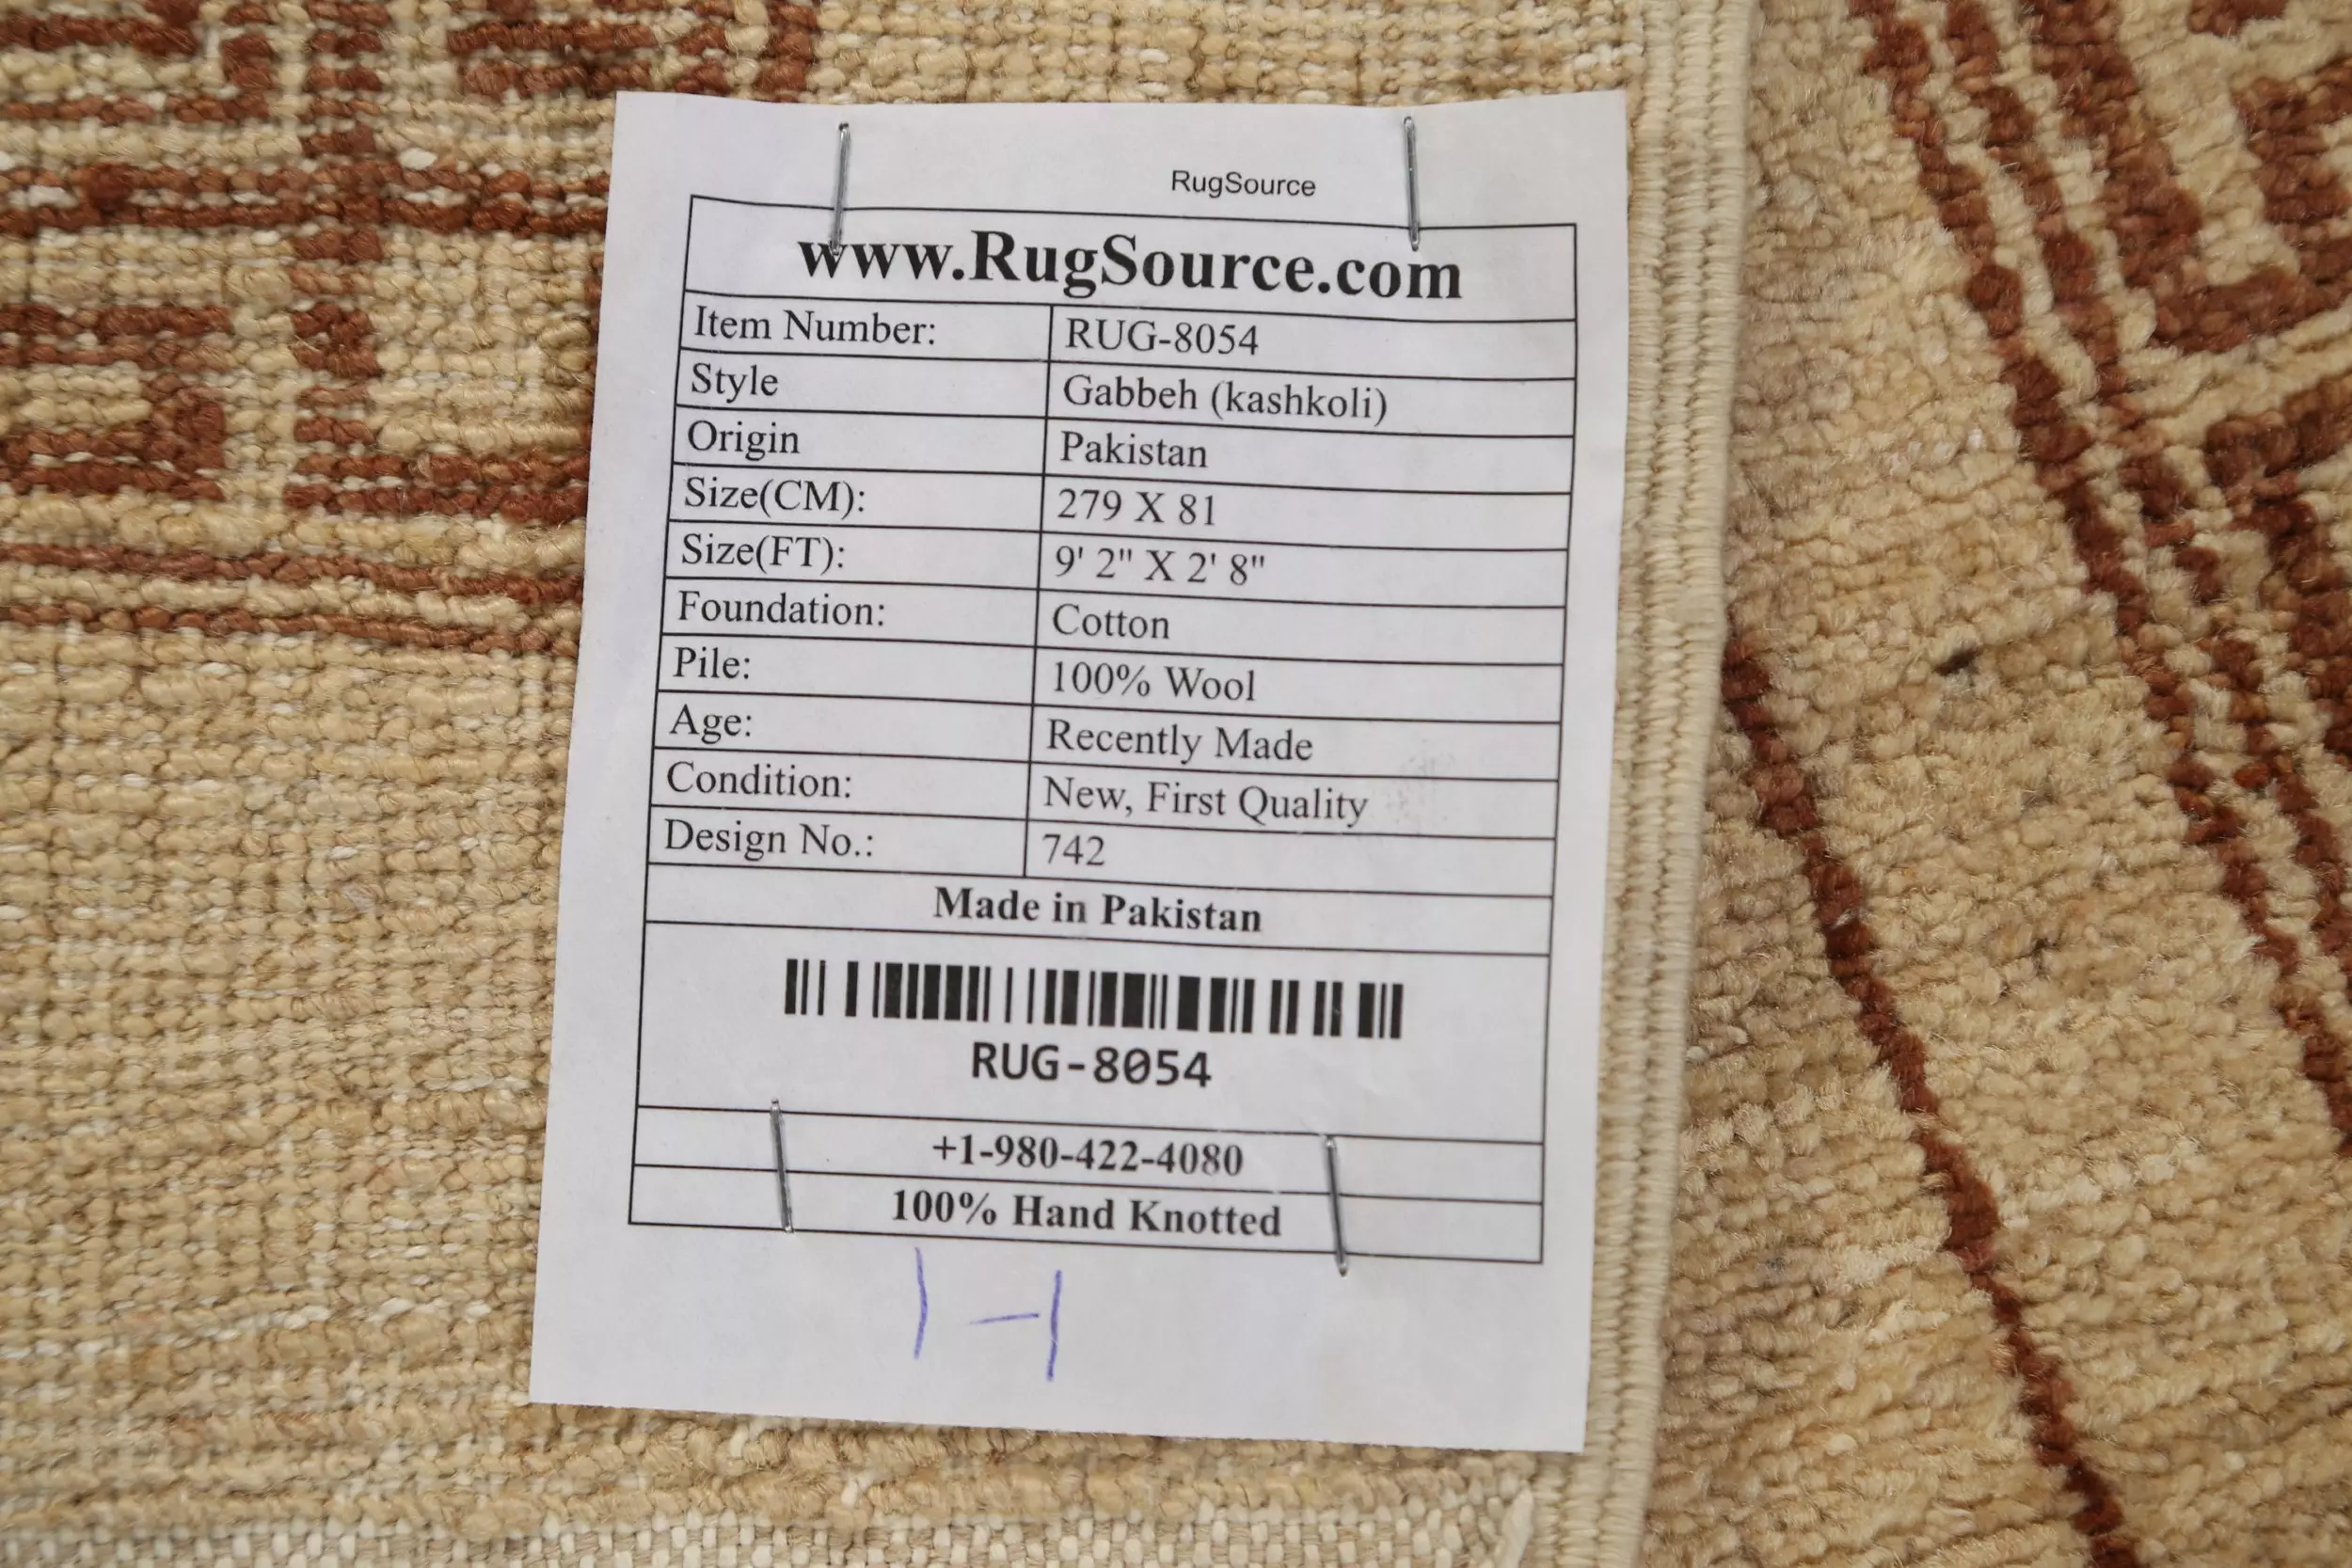 RugSource
www.RugSource.com
Item Number: RUG-8054
Style Gabbeh (kashkoli)
Origin Pakistan
Size(CM): 279 X 81
Size(FT): 9' 2" X 2' 8"
Foundation: Cotton
Pile: 100% Wool
Age: Recently Made
Condition: New, First Quality
Design No.: 742
Made in Pakistan
RUG-8054
+1-980-422-4080
100% Hand Knotted
1-1